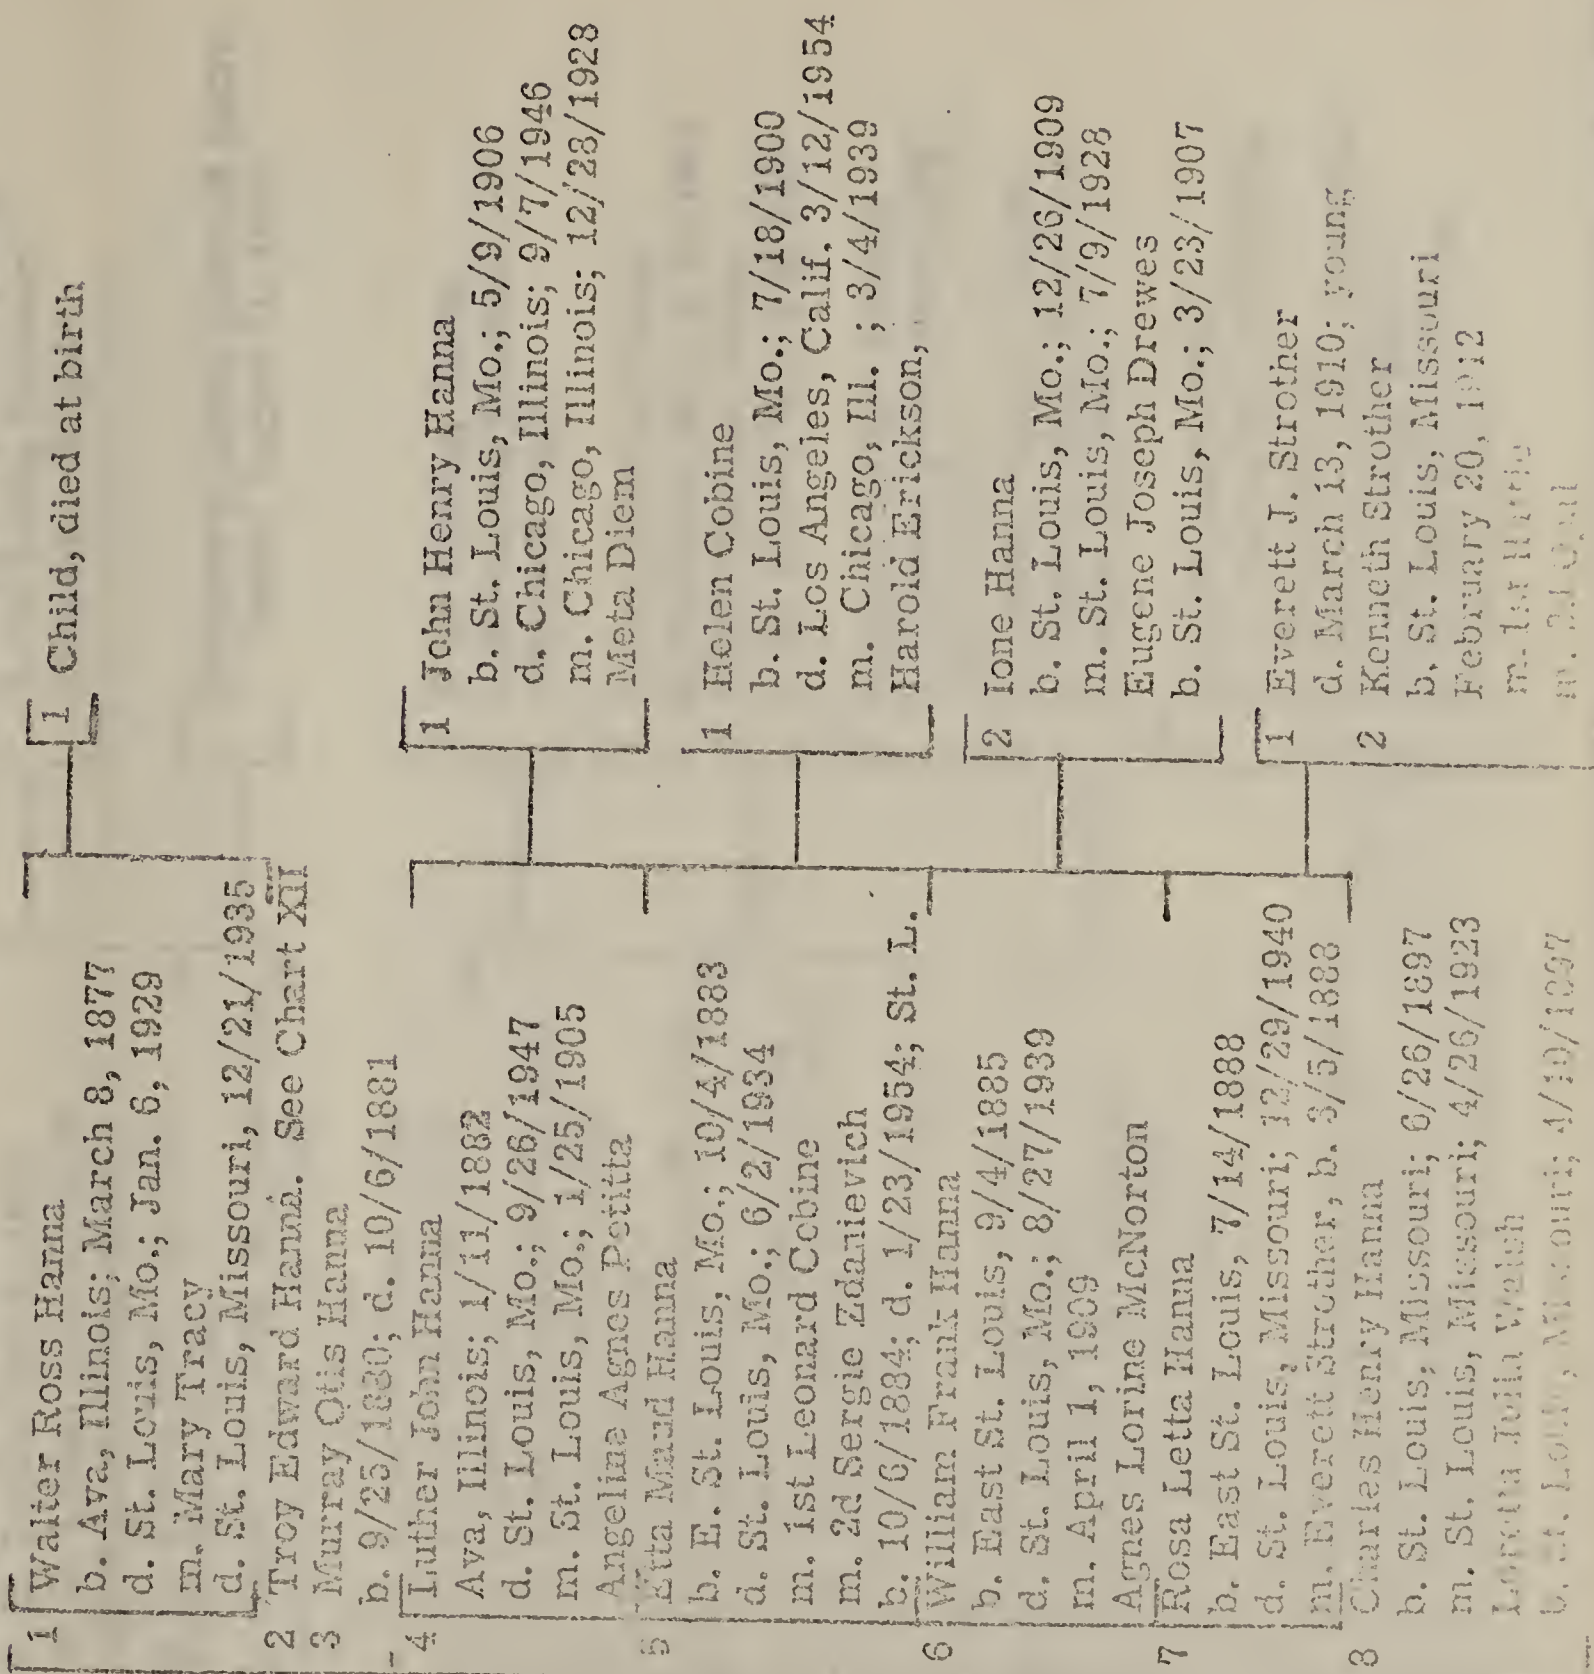 1 Walter Ross Hanna
b. Ava, Illinois; March 8, 1877
d. St. Louis, Mo.; Jan. 6, 1929
m. Mary Tracy
d. St. Louis, Missouri, 12/21/1935
2 Troy Edward Hanna. See Chart XIII
3 Murray Otis Hanna
b. 9/25/1880; d. 10/6/1881
4 Luther John Hanna
Ava, Illinois; 1/11/1882
d. St. Louis, Mo.; 9/26/1947
m. St. Louis, Mo.; 1/25/1905
Angeline Agnes Petitta
5 Etta Maud Hanna
b. E. St. Louis, Mo.; 10/4/1883
d. St. Louis, Mo.; 6/2/1934
m. 1st Leonard Cobine
m. 2d Sergie Zdanievich
b. 10/6/1884; d. 1/23/1954; St. L.
6 William Frank Hanna
b. East St. Louis, 9/4/1885
d. St. Louis, Mo.; 8/27/1939
m. April 1, 1909
Agnes Lorine McNorton
7 Rosa Letta Hanna
b. East St. Louis, 7/14/1888
d. St. Louis, Missouri; 12/29/1940
m. Everett Strother, b. 3/5/1888
8 Charles Henry Hanna
b. St. Louis, Missouri; 6/26/1897
m. St. Louis, Missouri; 4/26/1923
b. St. Louis, Missouri; 4/10/1897
1 Child, died at birth
1 John Henry Hanna
b. St. Louis, Mo.; 5/9/1906
d. Chicago, Illinois; 9/7/1946
m. Chicago, Illinois; 12/28/1928
Meta Diem
1 Helen Cobine
b. St. Louis, Mo.; 7/18/1900
d. Los Angeles, Calif. 3/12/1954
m. Chicago, Ill. ; 3/4/1939
Harold Erickson,
2 Ione Hanna
b. St. Louis, Mo.; 12/26/1909
m. St. Louis, Mo.; 7/9/1928
Eugene Joseph Drewes
b. St. Louis, Mo.; 3/23/1907
1 Everett J. Strother
d. March 13, 1910; young
2 Kenneth Strother
b. St. Louis, Missouri
February 20, 1912
m. 1st
m. 2d